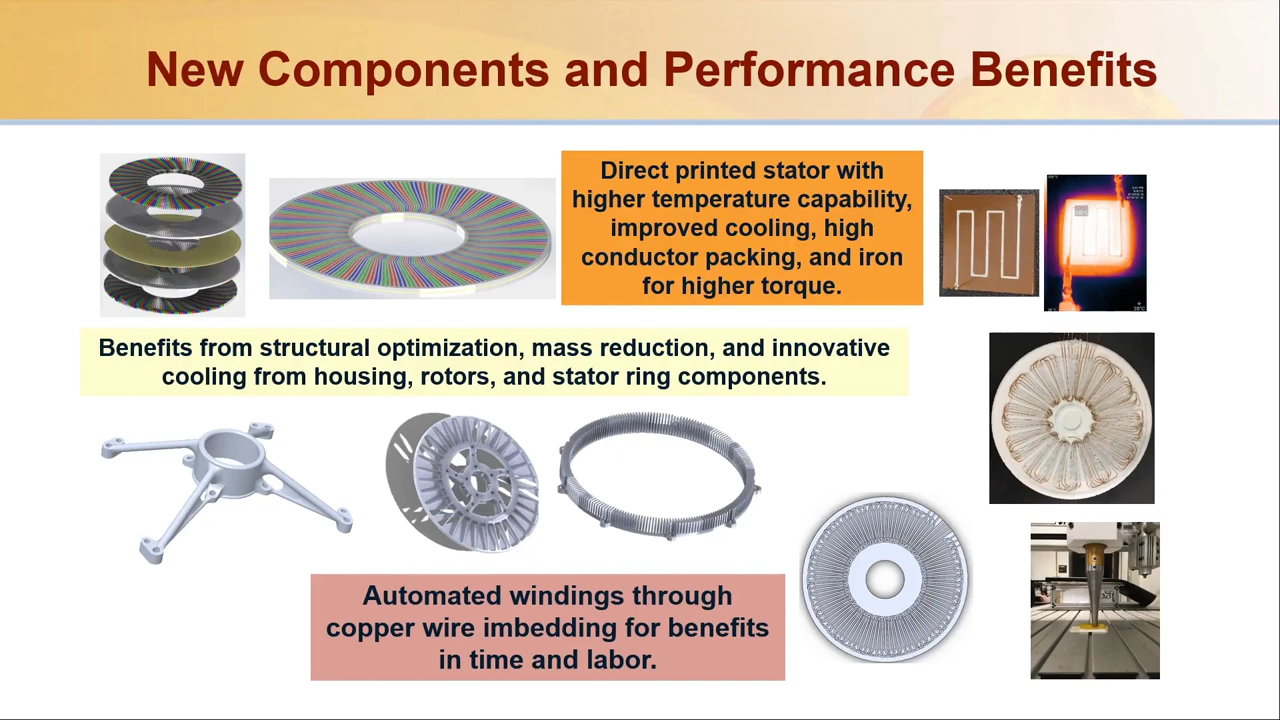 New Components and Performance Benefits
Direct printed stator with
higher temperature capability,
improved cooling, high
conductor packing, and iron
for higher torque.
Benefits from structural optimization, mass reduction, and innovative
cooling from housing, rotors, and stator ring components.
Automated windings through
copper wire imbedding for benefits
in time and labor.